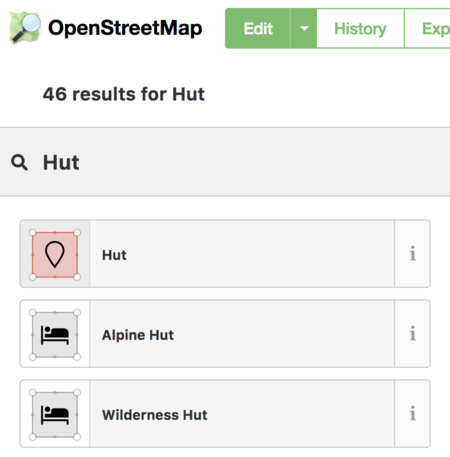 OpenStreetMap Edit History Exp
46 results for Hut
Hut
Hut i
Alpine Hut i
Wilderness Hut i